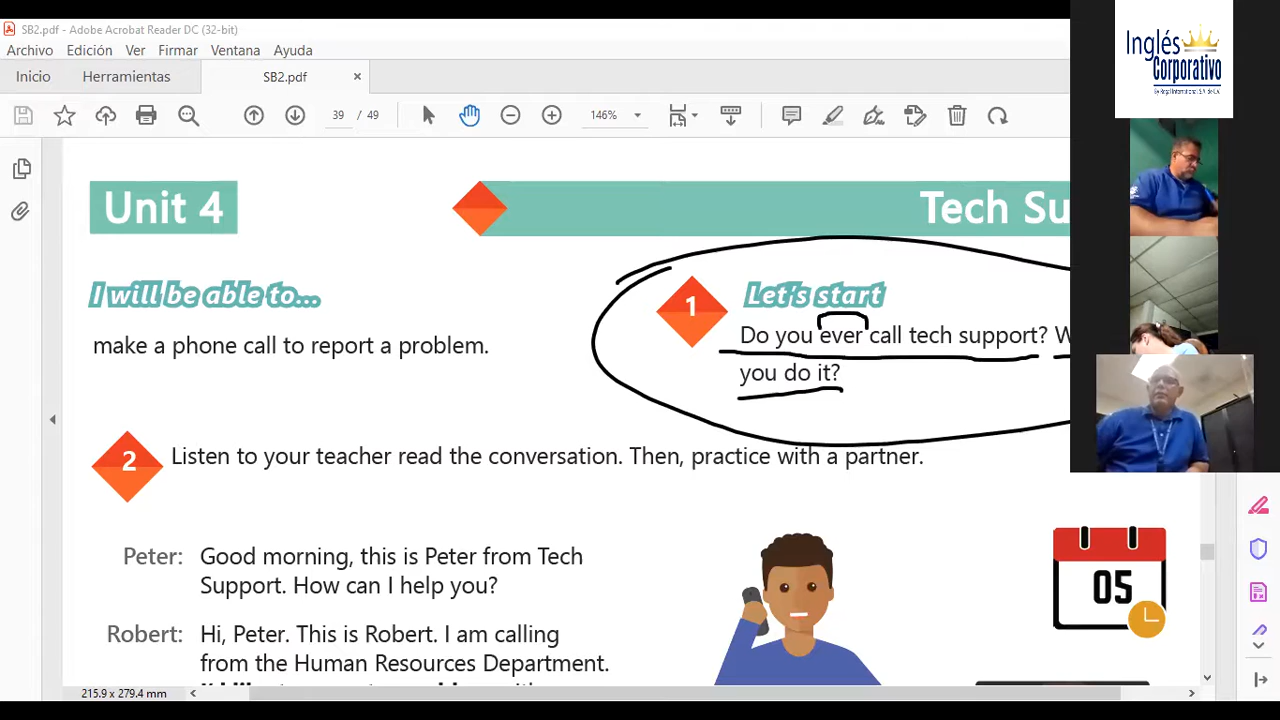 SB2.pdf - Adobe Acrobat Reader DC (32-bit)
Archivo Edición Ver Firmar Ventana Ayuda
Inicio Herramientas SB2.pdf ×
39 / 49 146%
Inglés
Corporativo
Unit 4
Tech Su
I will be able to...
make a phone call to report a problem.
1
Let's start
Do you ever call tech support? W
you do it?
2
Listen to your teacher read the conversation. Then, practice with a partner.
Peter: Good morning, this is Peter from Tech
Support. How can I help you?
Robert: Hi, Peter. This is Robert. I am calling
from the Human Resources Department.
05
215.9 x 279.4 mm